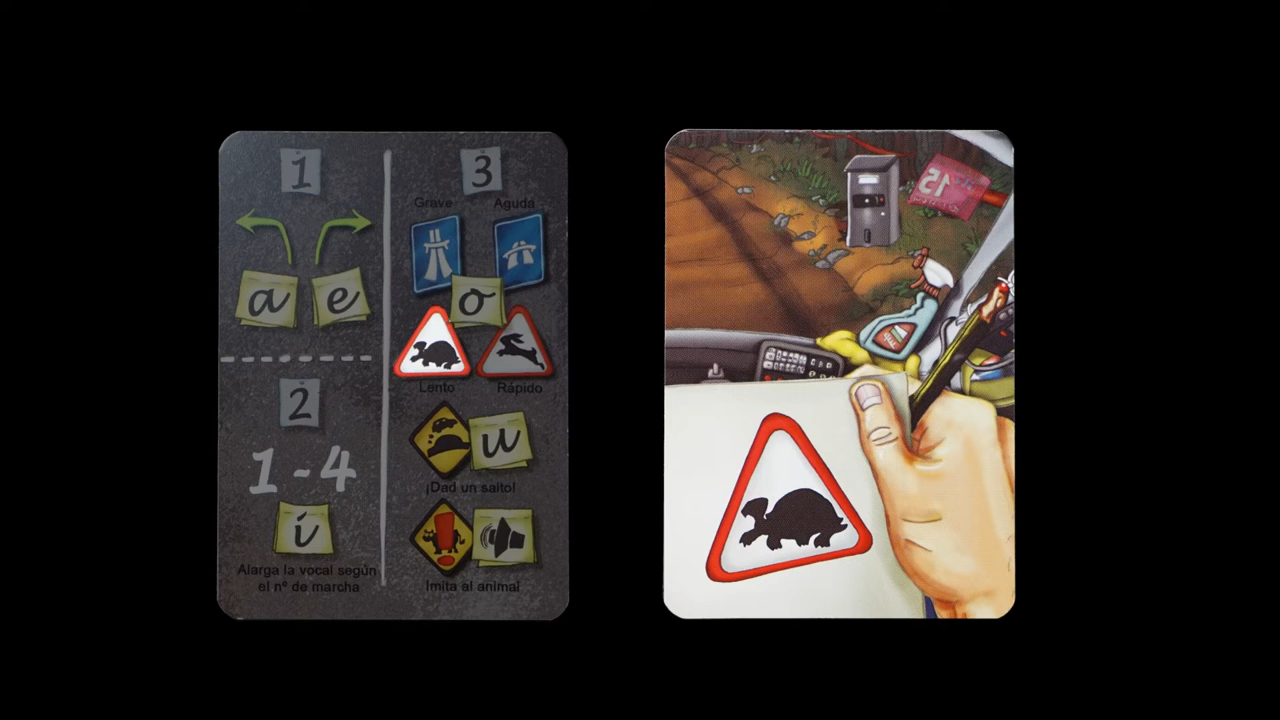 1
a e
2
1-4
i
Alarga la vocal según
el nº de marcha
3
Grave Aguda
o
Lento Rápido
u
¡Dad un salto!
Imita al animal
15